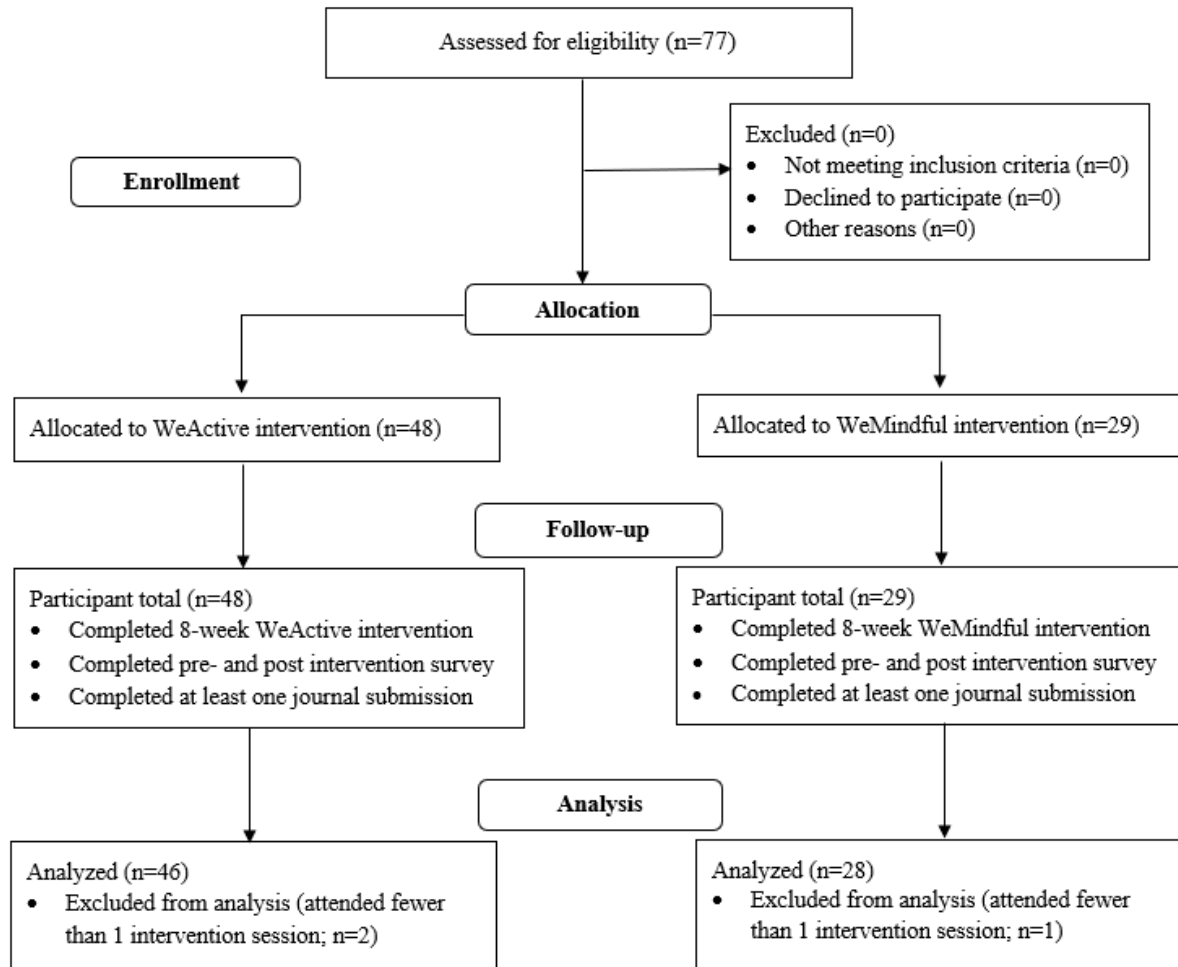 Assessed for eligibility (n=77)
Excluded (n=0)
• Not meeting inclusion criteria (n=0)
• Declined to participate (n=0)
• Other reasons (n=0)
Enrollment
Allocation
Allocated to WeActive intervention (n=48)
Allocated to WeMindful intervention (n=29)
Follow-up
Participant total (n=48)
• Completed 8-week WeActive intervention
• Completed pre- and post intervention survey
• Completed at least one journal submission
Participant total (n=29)
• Completed 8-week WeMindful intervention
• Completed pre- and post intervention survey
• Completed at least one journal submission
Analysis
Analyzed (n=46)
• Excluded from analysis (attended fewer
than 1 intervention session; n=2)
Analyzed (n=28)
• Excluded from analysis (attended fewer
than 1 intervention session; n=1)